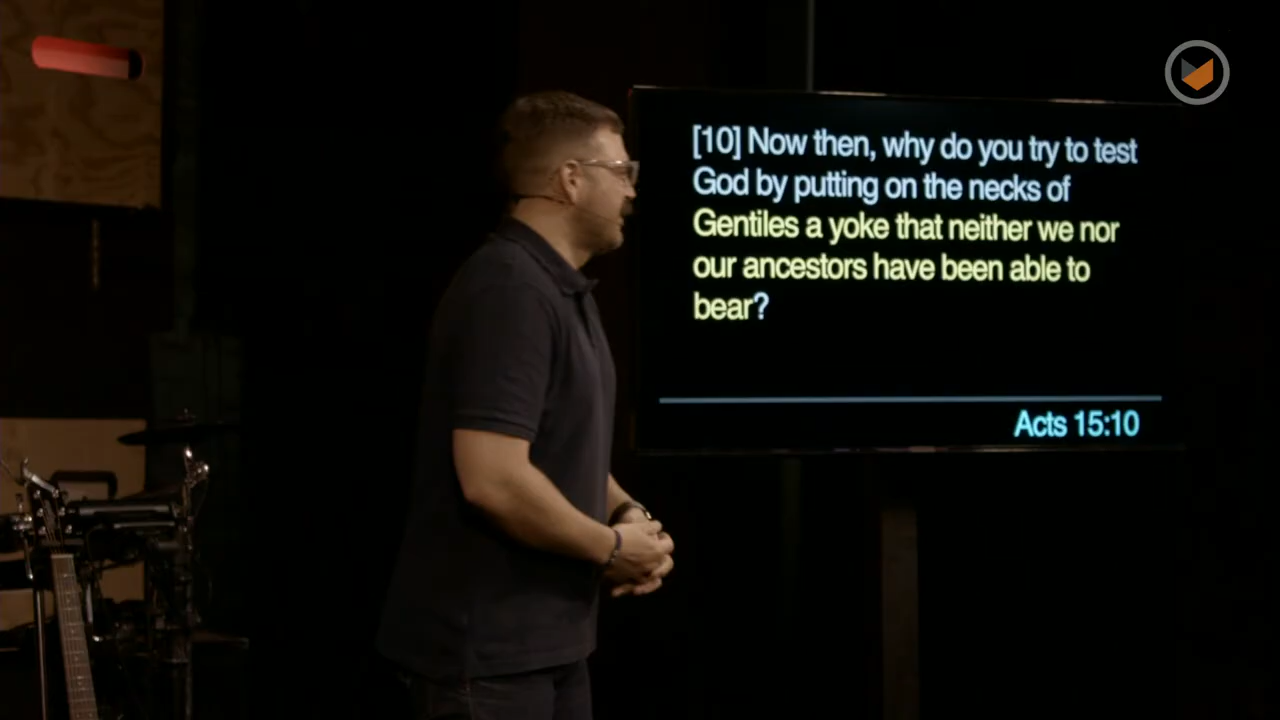 [10] Now then, why do you try to test
God by putting on the necks of
Gentiles a yoke that neither we nor
our ancestors have been able to
bear?
Acts 15:10